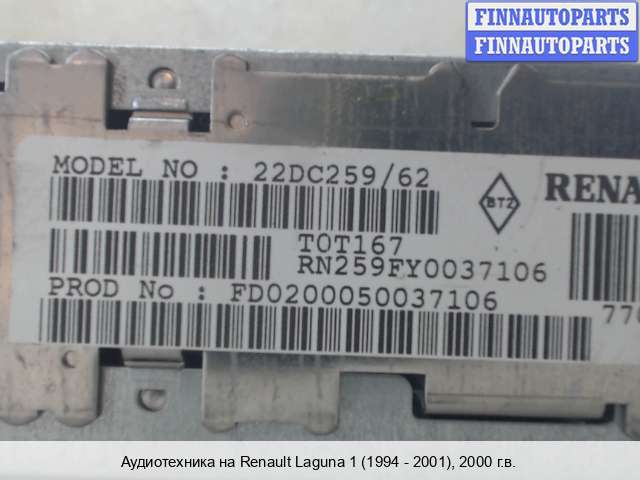 FINNAUTOPARTS
FINNAUTOPARTS
MODEL NO : 22DC259/62
BTZ
RENA
TOT167
RN259FY0037106
PROD No : FD0200050037106
770
Аудиотехника на Renault Laguna 1 (1994 - 2001), 2000 г.в.